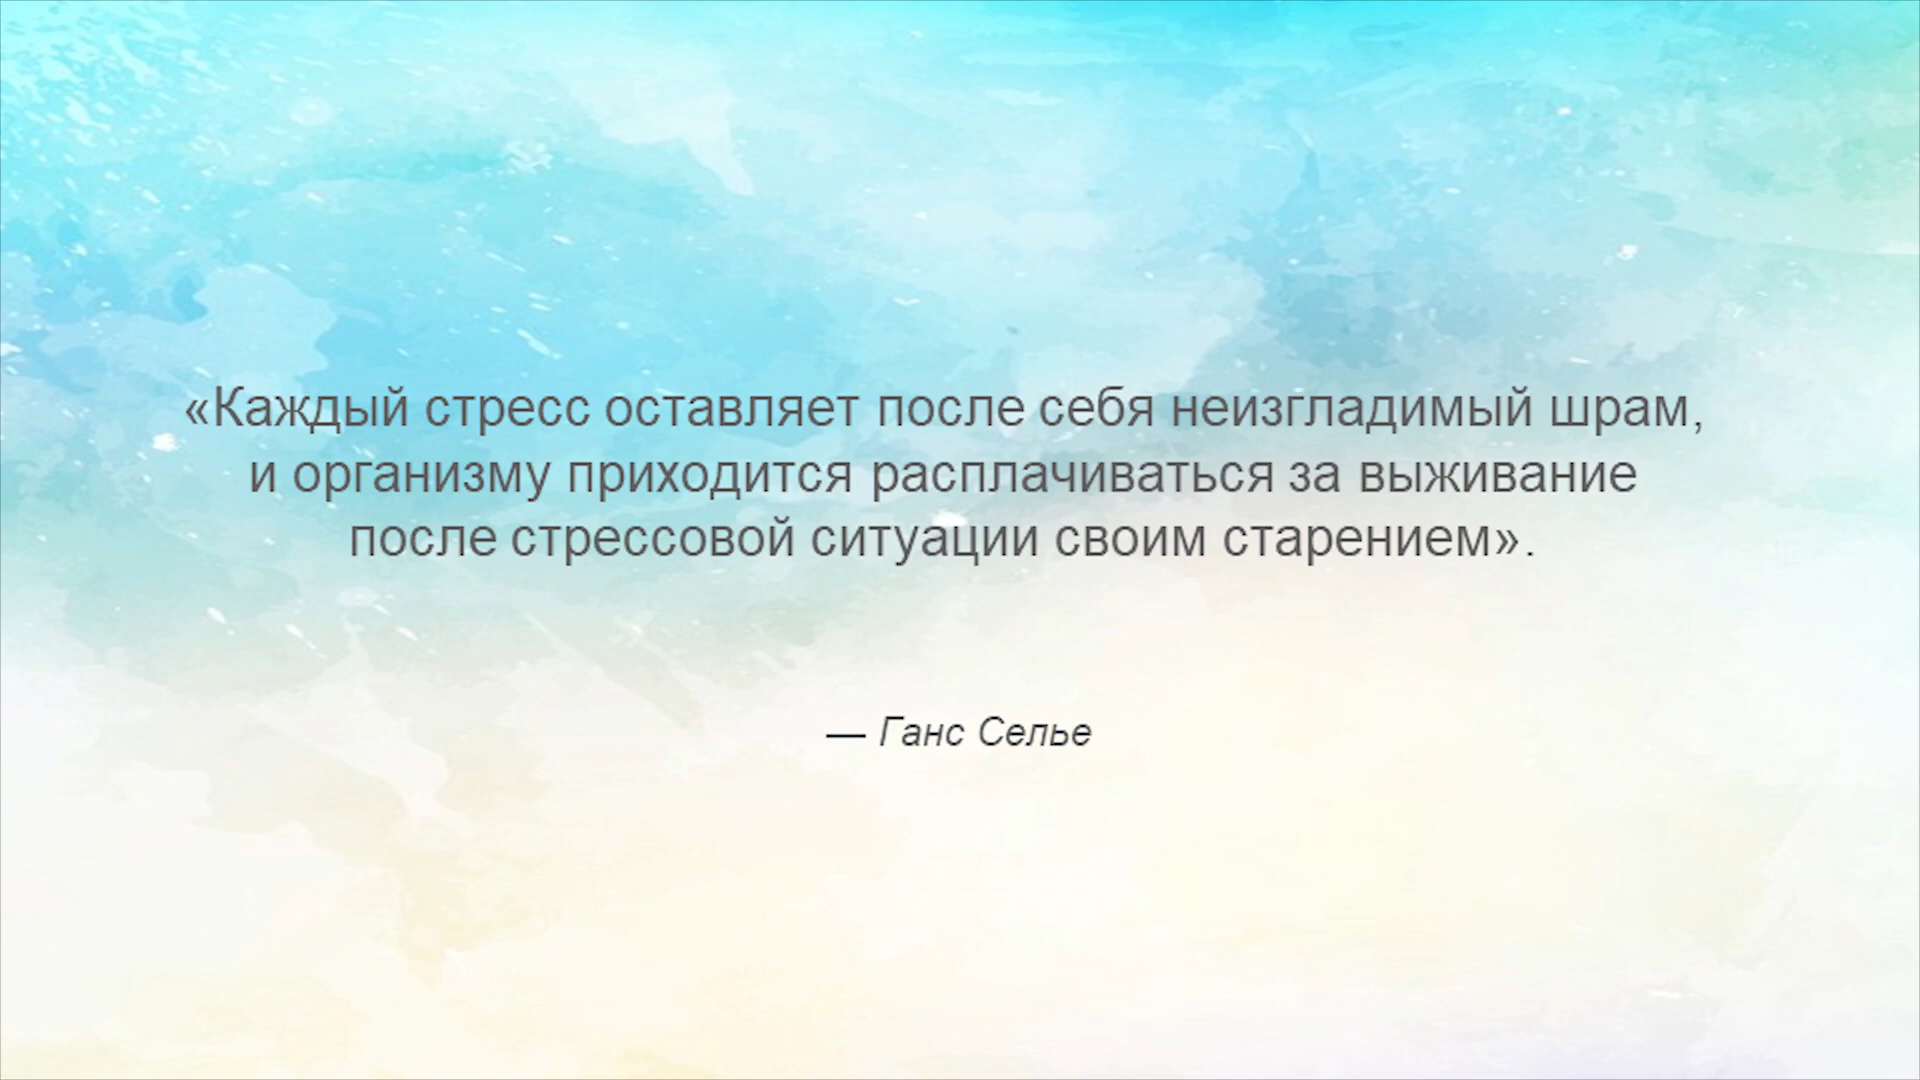 «Каждый стресс оставляет после себя неизгладимый шрам,
и организму приходится расплачиваться за выживание
после стрессовой ситуации своим старением».
— Ганс Селье